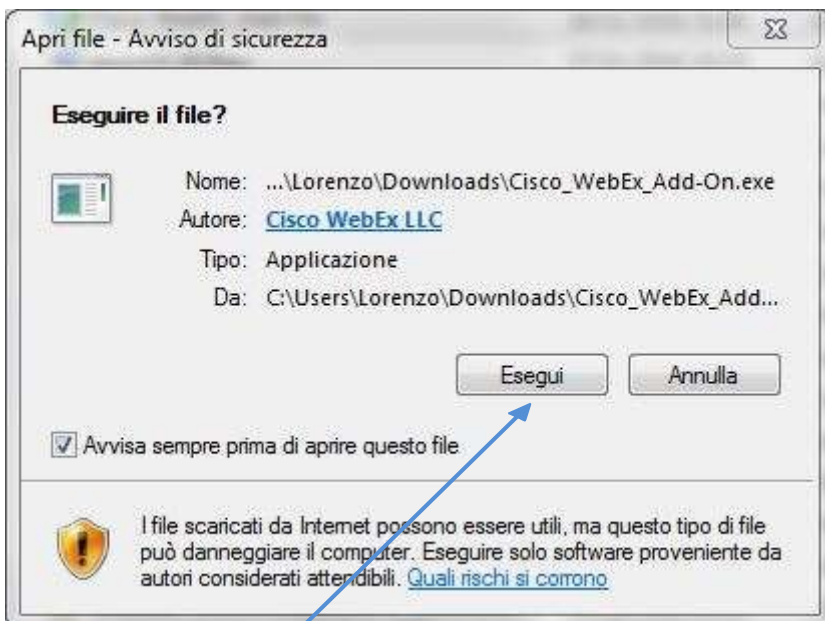 Apri file - Avviso di sicurezza
Eseguire il file?
Nome: ...\Lorenzo\Downloads\Cisco_WebEx_Add-On.exe
Autore: Cisco WebEx LLC
Tipo: Applicazione
Da: C:\Users\Lorenzo\Downloads\Cisco_WebEx_Add...
Esegui Annulla
Avvisa sempre prima di aprire questo file
I file scaricati da Internet possono essere utili, ma questo tipo di file
può danneggiare il computer. Eseguire solo software proveniente da
autori considerati attendibili. Quali rischi si corrono